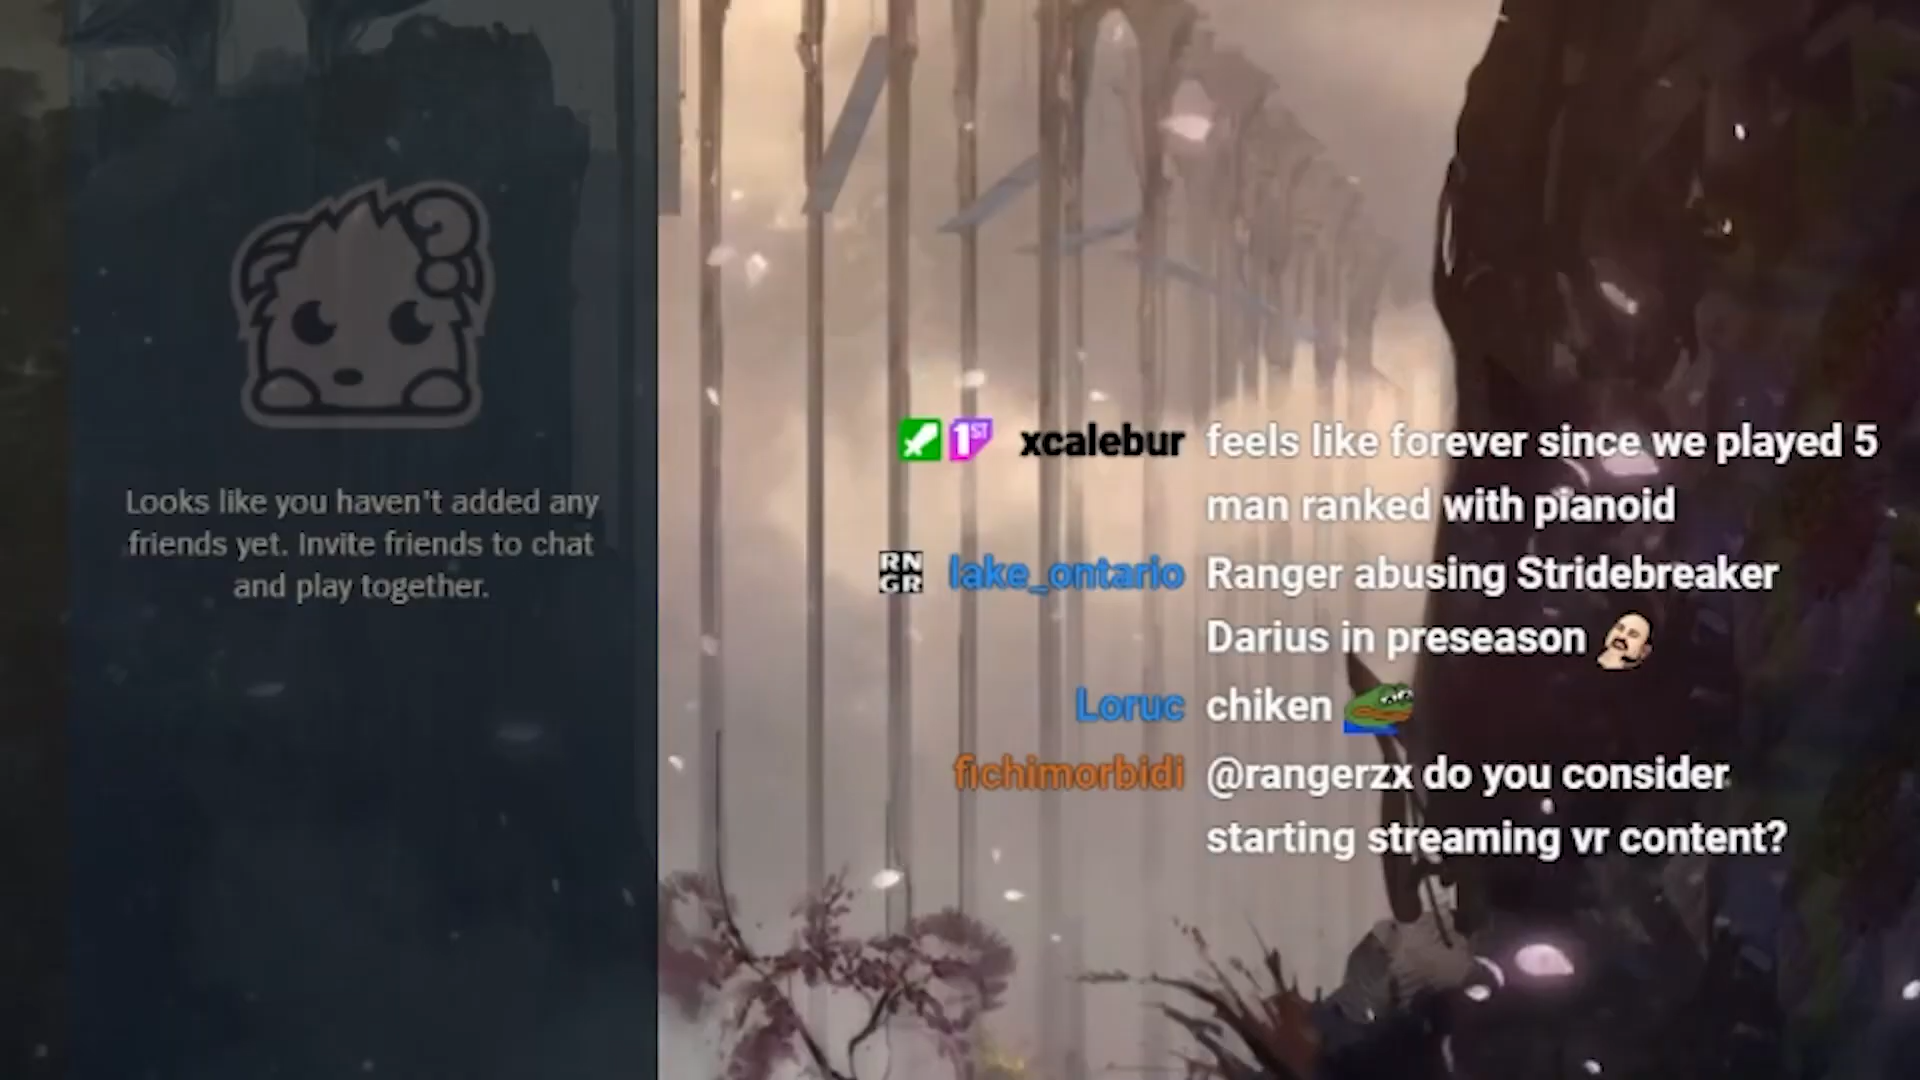 Looks like you haven't added any
friends yet. Invite friends to chat
and play together.
1ST xcalebur feels like forever since we played 5
man ranked with pianoid
RN
GR lake_ontario Ranger abusing Stridebreaker
Darius in preseason
Loruc chiken
fichimorbidi @rangerzx do you consider
starting streaming vr content?